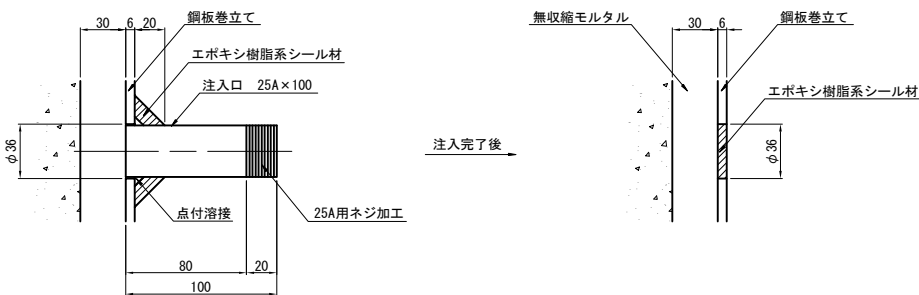 30
6
20
鋼板巻立て
エポキシ樹脂系シール材
注入口 25A×100
φ36
点付溶接
25A用ネジ加工
80
20
100
注入完了後
無収縮モルタル
鋼板巻立て
30
6
エポキシ樹脂系シール材
φ36